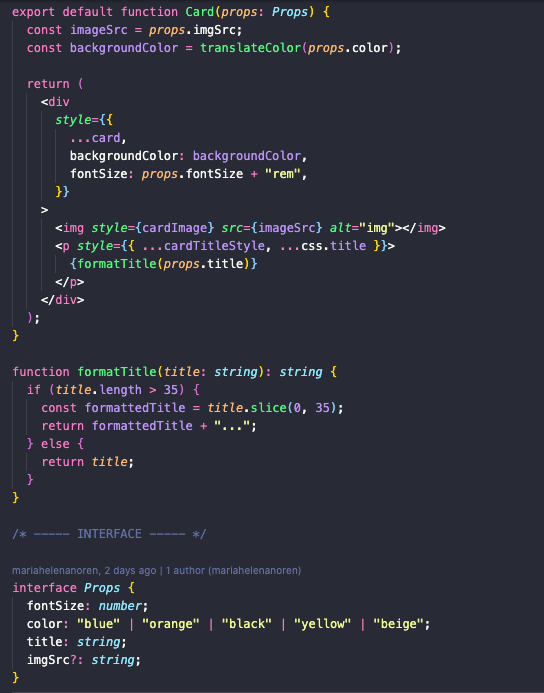 export default function Card(props: Props) {
  const imageSrc = props.imgSrc;
  const backgroundColor = translateColor(props.color);

  return (
    <div
      style={{
        ...card,
        backgroundColor: backgroundColor,
        fontSize: props.fontSize + "rem",
      }}
    >
      <img style={cardImage} src={imageSrc} alt="img"></img>
      <p style={{ ...cardTitleStyle, ...css.title }}>
        {formatTitle(props.title)}
      </p>
    </div>
  );
}

function formatTitle(title: string): string {
  if (title.length > 35) {
    const formattedTitle = title.slice(0, 35);
    return formattedTitle + "...";
  } else {
    return title;
  }
}

/* ----- INTERFACE ----- */

mariahelenanoren, 2 days ago | 1 author (mariahelenanoren)
interface Props {
  fontSize: number;
  color: "blue" | "orange" | "black" | "yellow" | "beige";
  title: string;
  imgSrc?: string;
}